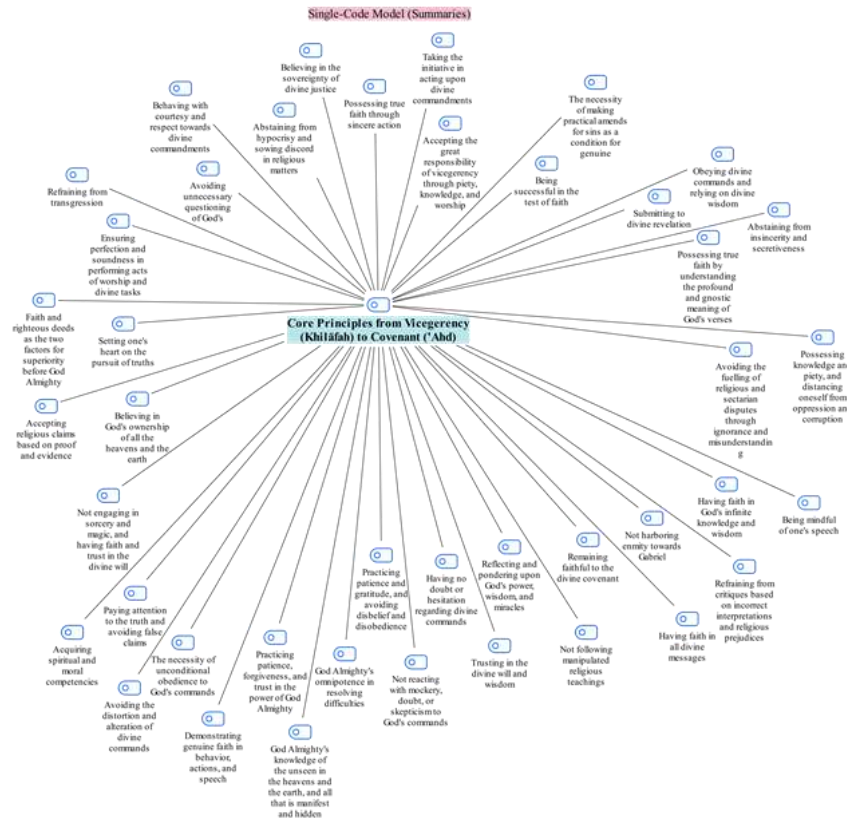 Single-Code Model (Summaries)
Believing in the
sovereignty of
divine justice
Taking the
initiative in
acting upon
divine
commandments
Behaving with
courtesy and
respect towards
divine
commandments
Abstaining from
hypocrisy and
sowing discord
in religious
matters
Possessing true
faith through
sincere action
The necessity
of making
practical amends
for sins as a
condition for
genuine
Accepting the
great
responsibility
of vicegerency
through piety,
knowledge, and
worship
Refraining from
transgression
Avoiding
unnecessary
questioning
of God's
Being
successful in the
test of faith
Obeying divine
commands and
relying on divine
wisdom
Submitting to
divine revelation
Abstaining from
insincerity and
secretiveness
Ensuring
perfection and
soundness in
performing acts
of worship and
divine tasks
Possessing true
faith by
understanding
the profound
and gnostic
meaning of
God's verses
Faith and
righteous deeds
as the two
factors for
superiority
before God
Almighty
Setting one's
heart on the
pursuit of truths
Core Principles from Vicegerency
(Khilāfah) to Covenant ('Ahd)
Avoiding the
fuelling of
religious and
sectarian
disputes
through
ignorance and
misunderstandin
g
Possessing
knowledge an
piety, and
distancing
oneself from
oppression an
corruption
Accepting
religious claims
based on proof
and evidence
Believing in
God's ownership
of all the
heavens and the
earth
Not engaging in
sorcery and
magic, and
having faith and
trust in the
divine will
Having faith in
God's infinite
knowledge and
wisdom
Being mindful
of one's speech
Not harboring
enmity towards
Gabriel
Remaining
faithful to the
divine covenant
Reflecting and
pondering upon
God's power,
wisdom, and
miracles
Having no
doubt or
hesitation
regarding divine
commands
Practicing
patience and
gratitude, and
avoiding
disbelief and
disobedience
Refraining from
critiques based
on incorrect
interpretations
and religious
prejudices
Paying attention
to the truth and
avoiding false
claims
Acquiring
spiritual and
moral
competencies
The necessity of
unconditional
obedience to
God's commands
Practicing
patience,
forgiveness, and
trust in the
power of God
Almighty
God Almighty's
omnipotence in
resolving
difficulties
Not reacting
with mockery,
doubt, or
skepticism to
God's commands
Trusting in the
divine will and
wisdom
Not following
manipulated
religious
teachings
Having faith in
all divine
messages
Avoiding the
distortion and
alteration of
divine
commands
Demonstrating
genuine faith in
behavior,
actions, and
speech
God Almighty's
knowledge of
the unseen in
the heavens and
the earth, and all
that is manifest
and hidden